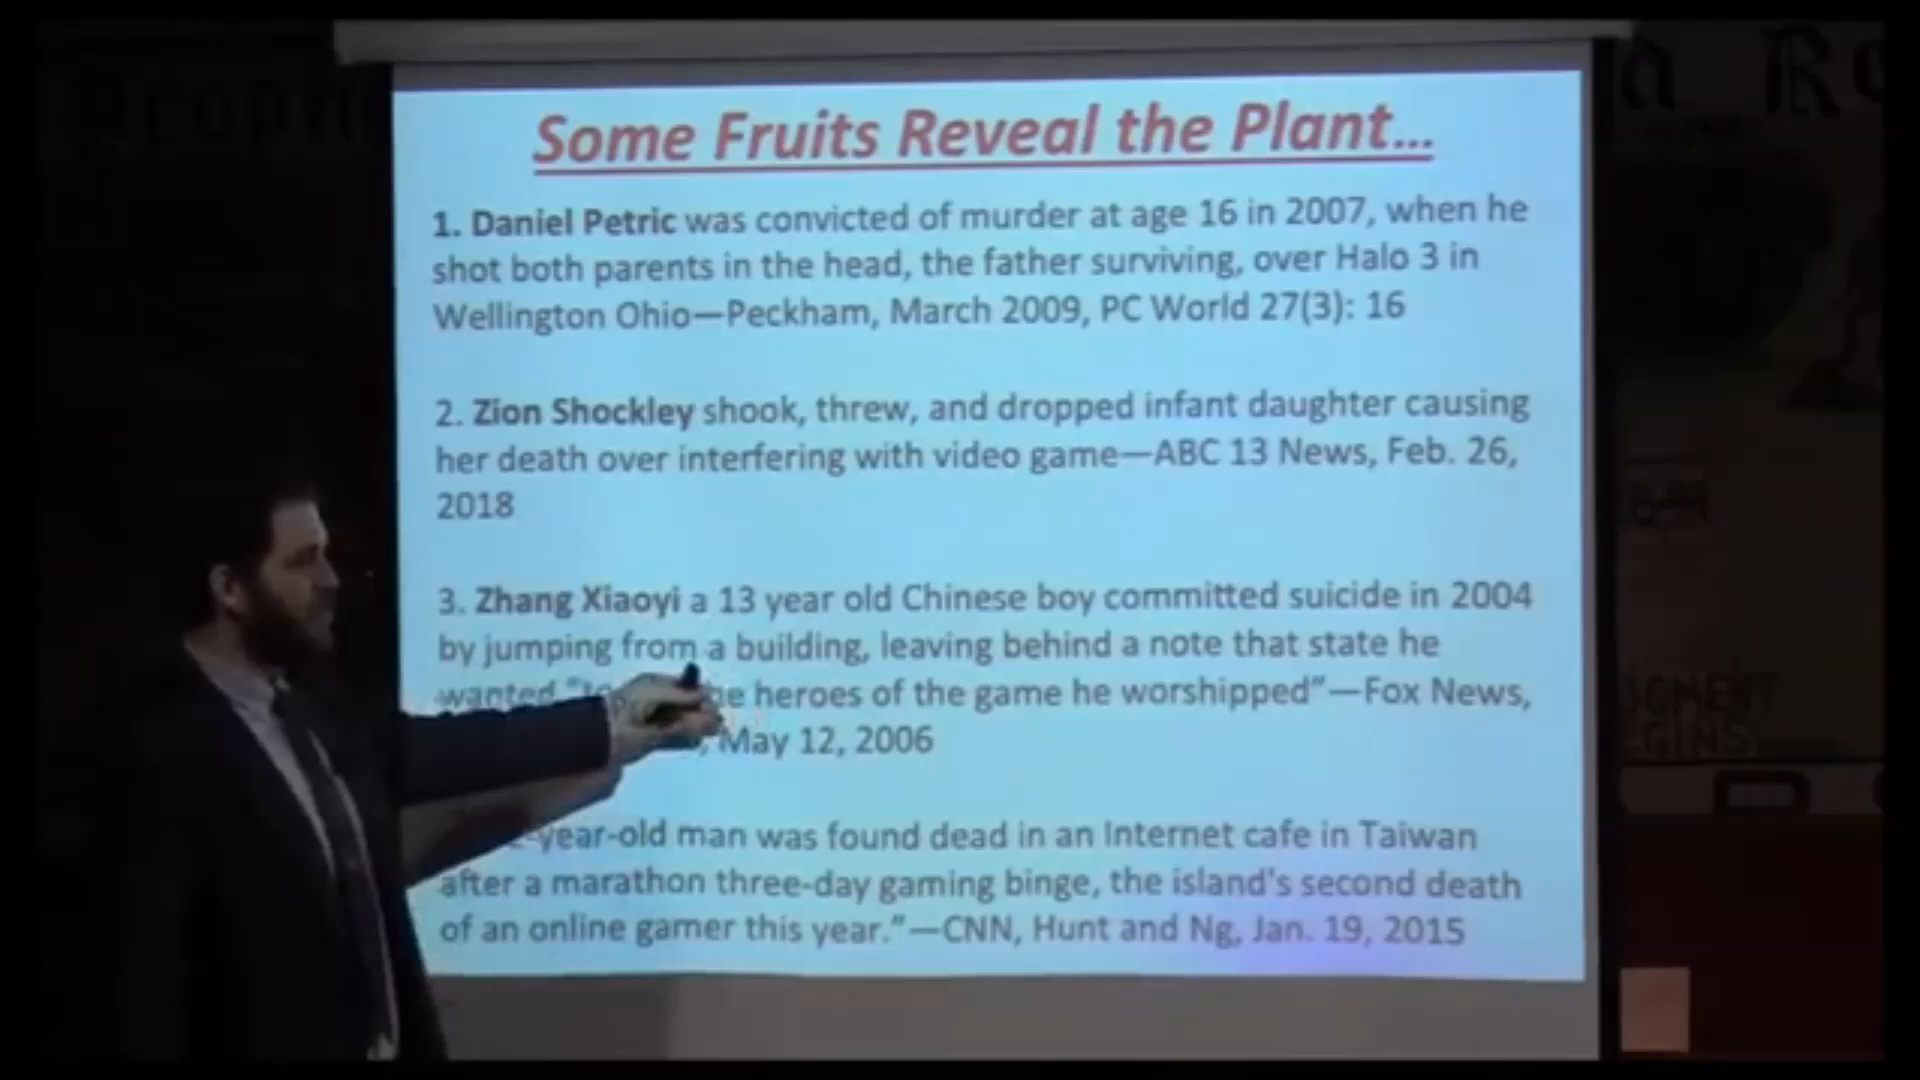 Some Fruits Reveal the Plant...
1. Daniel Petric was convicted of murder at age 16 in 2007, when he
shot both parents in the head, the father surviving, over Halo 3 in
Wellington Ohio—Peckham, March 2009, PC World 27(3): 16
2. Zion Shockley shook, threw, and dropped infant daughter causing
her death over interfering with video game—ABC 13 News, Feb. 26,
2018
3. Zhang Xiaoyi a 13 year old Chinese boy committed suicide in 2004
by jumping from a building, leaving behind a note that state he
wanted heroes of the game he worshipped”—Fox News,
May 12, 2006
-year-old man was found dead in an Internet cafe in Taiwan
after a marathon three-day gaming binge, the island's second death
of an online gamer this year.”—CNN, Hunt and Ng, Jan. 19, 2015